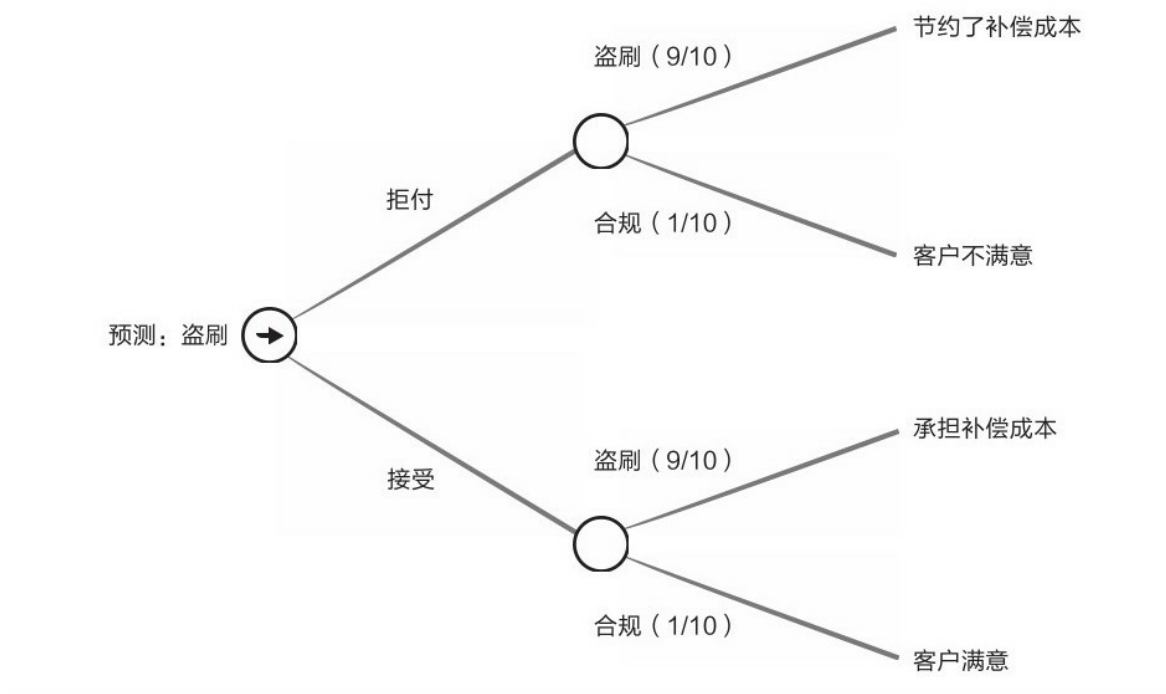 节约了补偿成本
盗刷（9/10）
拒付
合规（1/10）
客户不满意
预测：盗刷
承担补偿成本
盗刷（9/10）
接受
合规（1/10）
客户满意